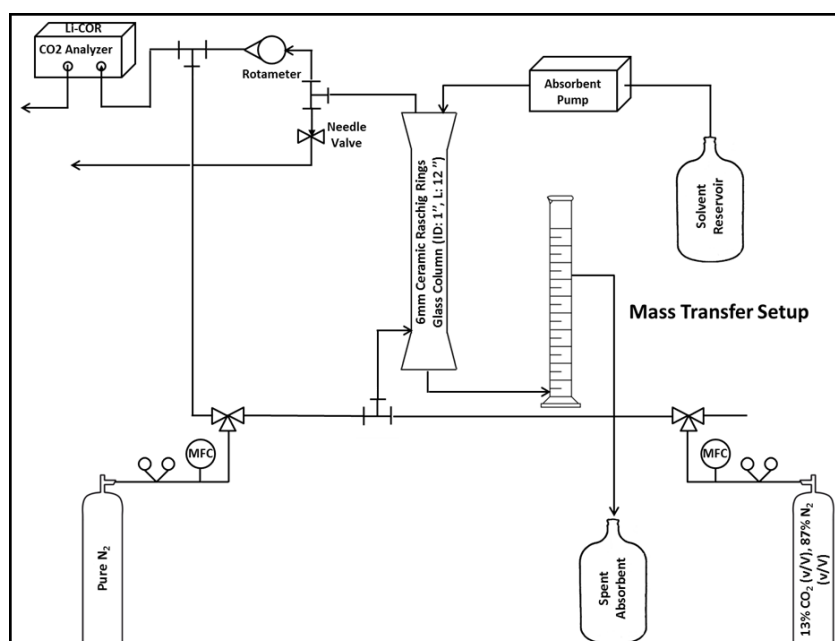 Li-COR
CO2 Analyzer
Rotameter
Needle
Valve
Absorbent
Pump
Solvent
Reservoir
6mm Ceramic Raschig Rings
Glass Column (ID: 1”, L: 12 ”)
Mass Transfer Setup
MFC
MFC
Pure N₂
Spent
Absorbent
13% CO₂ (v/V), 87% N₂
(v/V)